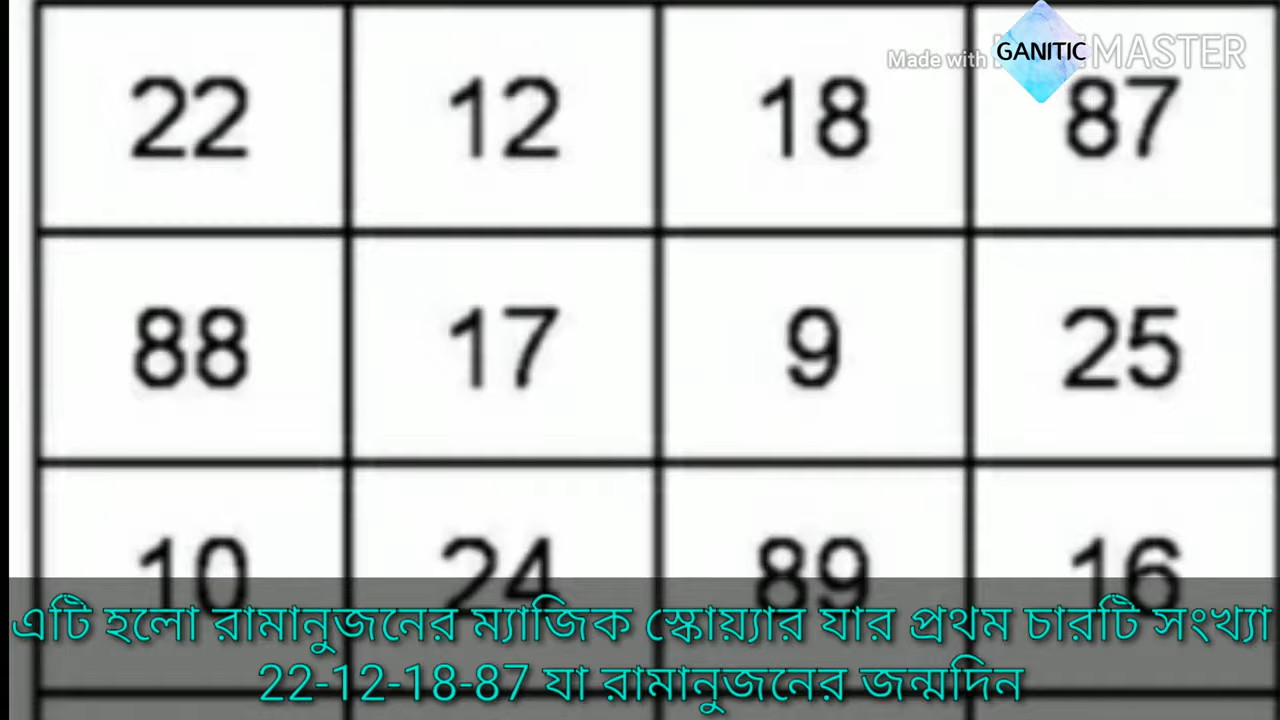 Made with MASTER
GANITIC
22 12 18 87
88 17 9 25
10 24 89 16
এটি হলো রামানুজনের ম্যাজিক স্কোয়্যার যার প্রথম চারটি সংখ্যা
22-12-18-87 যা রামানুজনের জন্মদিন